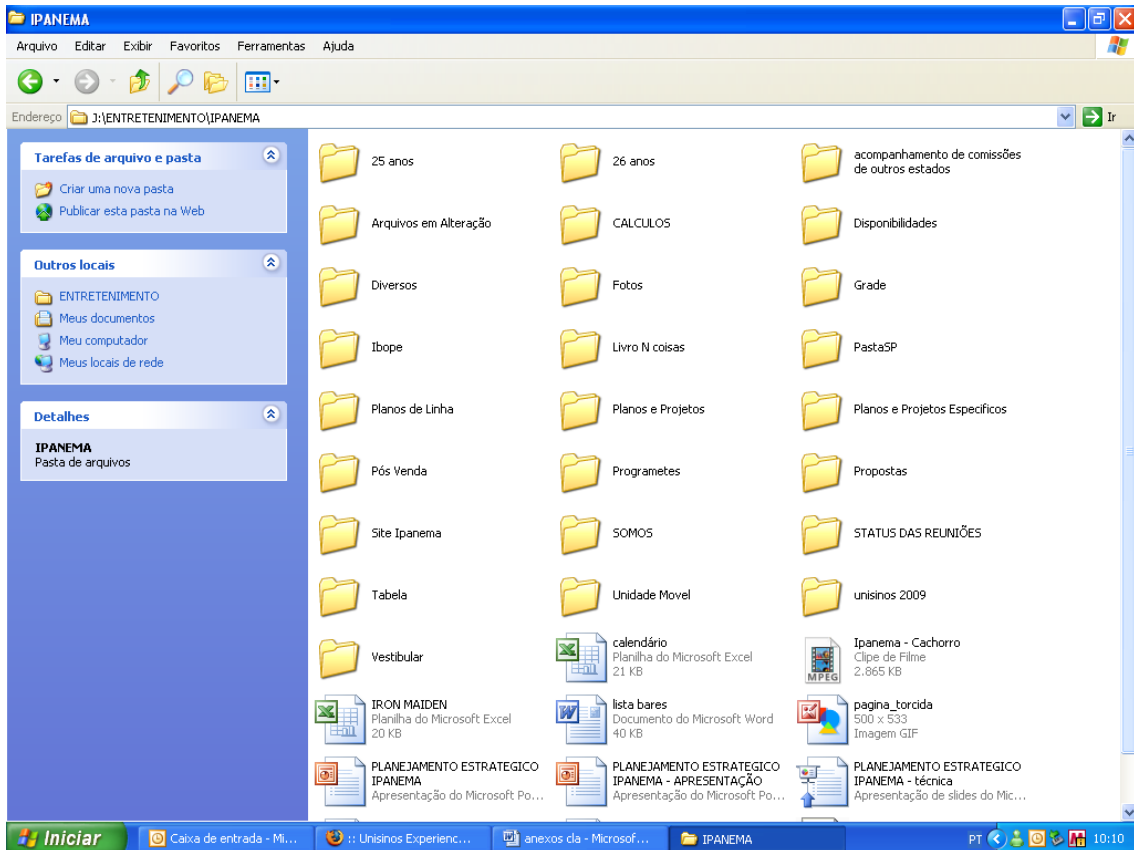 IPANEMA
Arquivo Editar Exibir Favoritos Ferramentas Ajuda
Endereço J:\ENTRETENIMENTO\IPANEMA Ir
Tarefas de arquivo e pasta
Criar uma nova pasta
Publicar esta pasta na Web
Outros locais
ENTRETENIMENTO
Meus documentos
Meu computador
Meus locais de rede
Detalhes
IPANEMA
Pasta de arquivos
25 anos
26 anos
acompanhamento de comissões
de outros estados
Arquivos em Alteração
CALCULOS
Disponibilidades
Diversos
Fotos
Grade
Ibope
Livro N coisas
PastaSP
Planos de Linha
Planos e Projetos
Planos e Projetos Especificos
Pós Venda
Programetes
Propostas
Site Ipanema
SOMOS
STATUS DAS REUNIÕES
Tabela
Unidade Movel
unisinos 2009
Vestibular
calendário
Planilha do Microsoft Excel
21 KB
Ipanema - Cachorro
Clipe de Filme
2.865 KB
MPEG
IRON MAIDEN
Planilha do Microsoft Excel
20 KB
lista bares
Documento do Microsoft Word
40 KB
pagina_torcida
500 x 533
Imagem GIF
PLANEJAMENTO ESTRATEGICO
IPANEMA
Apresentação do Microsoft Po...
PLANEJAMENTO ESTRATEGICO
IPANEMA - APRESENTAÇÃO
Apresentação do Microsoft Po...
PLANEJAMENTO ESTRATEGICO
IPANEMA - técnica
Apresentação de slides do Mic...
Iniciar
Caixa de entrada - Mi...
:: Unisinos Experienc...
anexos cla - Microsof...
IPANEMA
PT
10:10